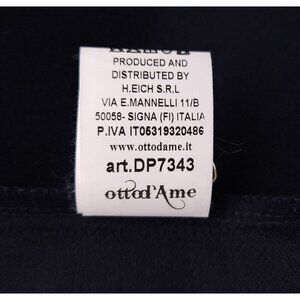 PRODUCED AND
DISTRIBUTED BY
H.EICH S.R.L
VIA E.MANNELLI 11/B
50058- SIGNA (FI) ITALIA
P.IVA IT05319320486
www.ottodame.it
art.DP7343
ottod'Ame